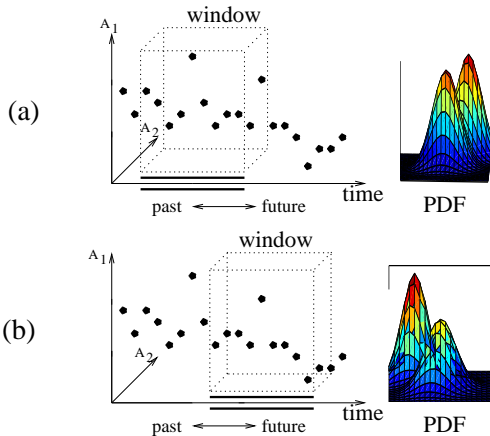 window
A1
(a)
A2
time
past future
PDF
window
A1
(b)
A2
time
past future
PDF